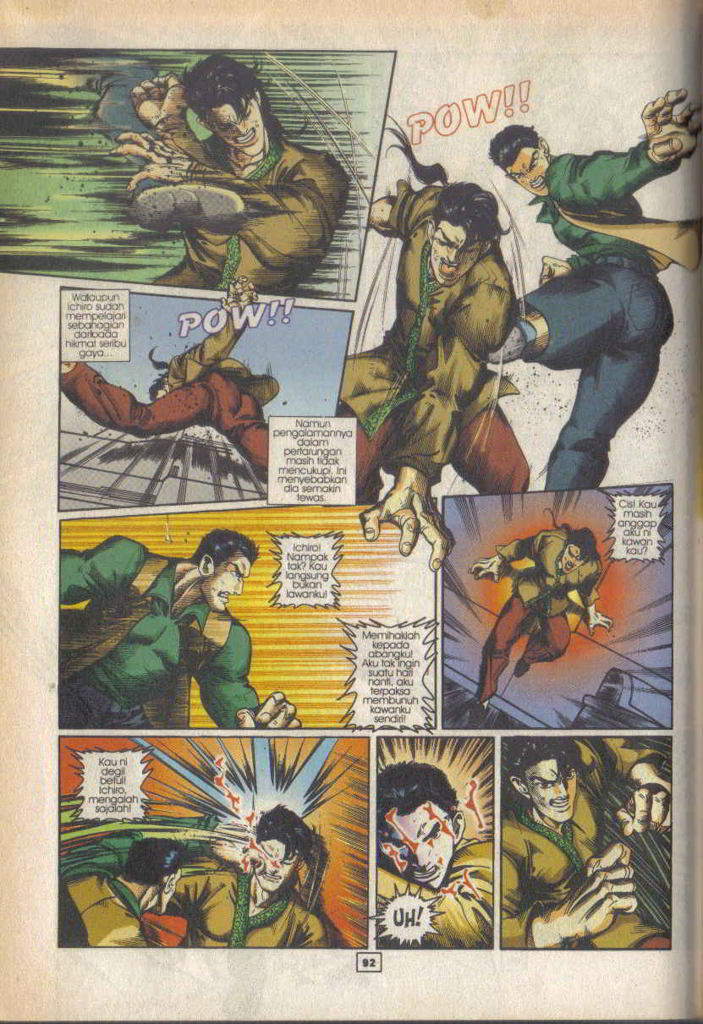 POW!!
Walaupun
Ichiro sudah
mempelajari
sebahagian
daripada
hikmat seribu
gaya...
POW!!
Namun
pengalamannya
dalam
pertarungan
masih tidak
mencukupi. Ini
menyebabkan
dia semakin
tewas.
Ichiro!
Nampak
tak? Kau
langsung
bukan
lawanku!
Memihaklah
kepada
abangku!
Aku tak ingin
suatu hari
nanti, aku
terpaksa
membunuh
kawanku
sendiri!
Cis! Kau
masih
anggap
aku ni
kawan
kau?
Kau ni
degil
betul!
Ichiro,
mengalah
sajalah!
UH!
92